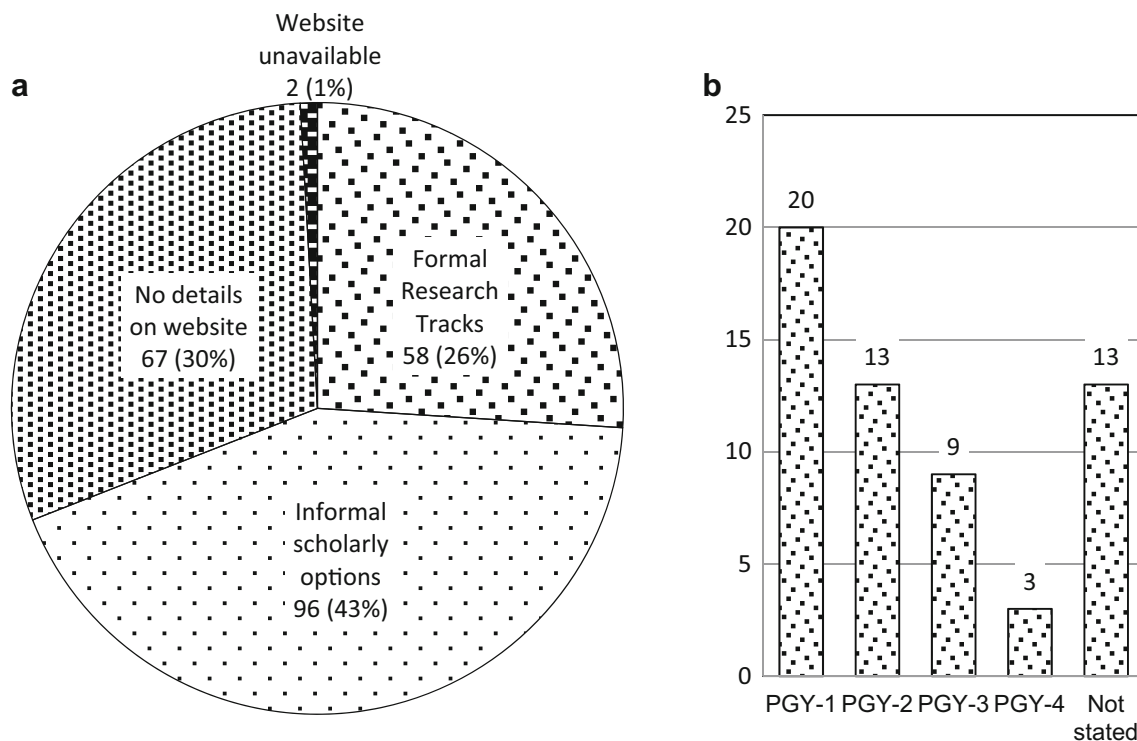 a
Website
unavailable
2 (1%)
Formal
Research
Tracks
58 (26%)
No details
on website
67 (30%)
Informal
scholarly
options
96 (43%)
b
25
20
15
10
5
0
20
13
9
3
13
PGY-1 PGY-2 PGY-3 PGY-4 Not
stated